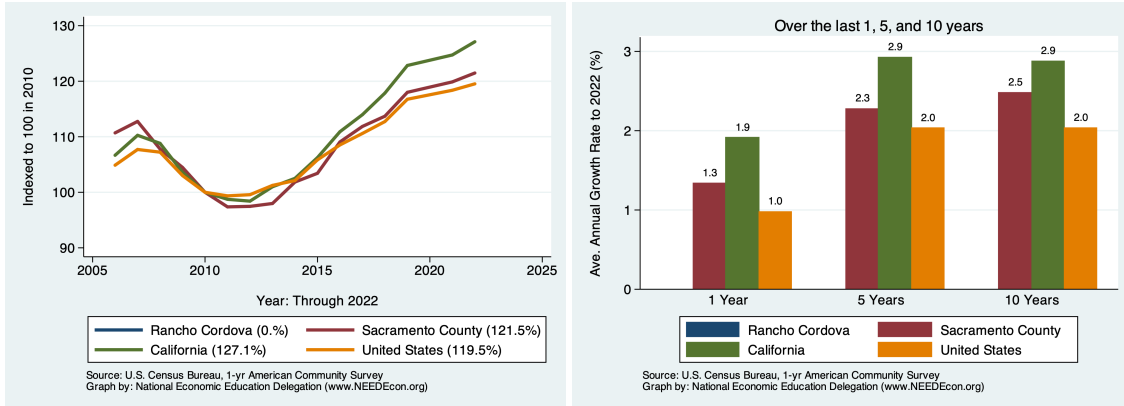 130
120
110
100
90
Indexed to 100 in 2010
2005
2010
2015
2020
2025
Year: Through 2022
Rancho Cordova (0.%)
Sacramento County (121.5%)
California (127.1%)
United States (119.5%)
Source: U.S. Census Bureau, 1-yr American Community Survey
Graph by: National Economic Education Delegation (www.NEEDEcon.org)
Over the last 1, 5, and 10 years
3
2
1
0
Ave. Annual Growth Rate to 2022 (%)
1.3
1.9
1.0
2.3
2.9
2.0
2.5
2.9
2.0
1 Year
5 Years
10 Years
Rancho Cordova
Sacramento County
California
United States
Source: U.S. Census Bureau, 1-yr American Community Survey
Graph by: National Economic Education Delegation (www.NEEDEcon.org)